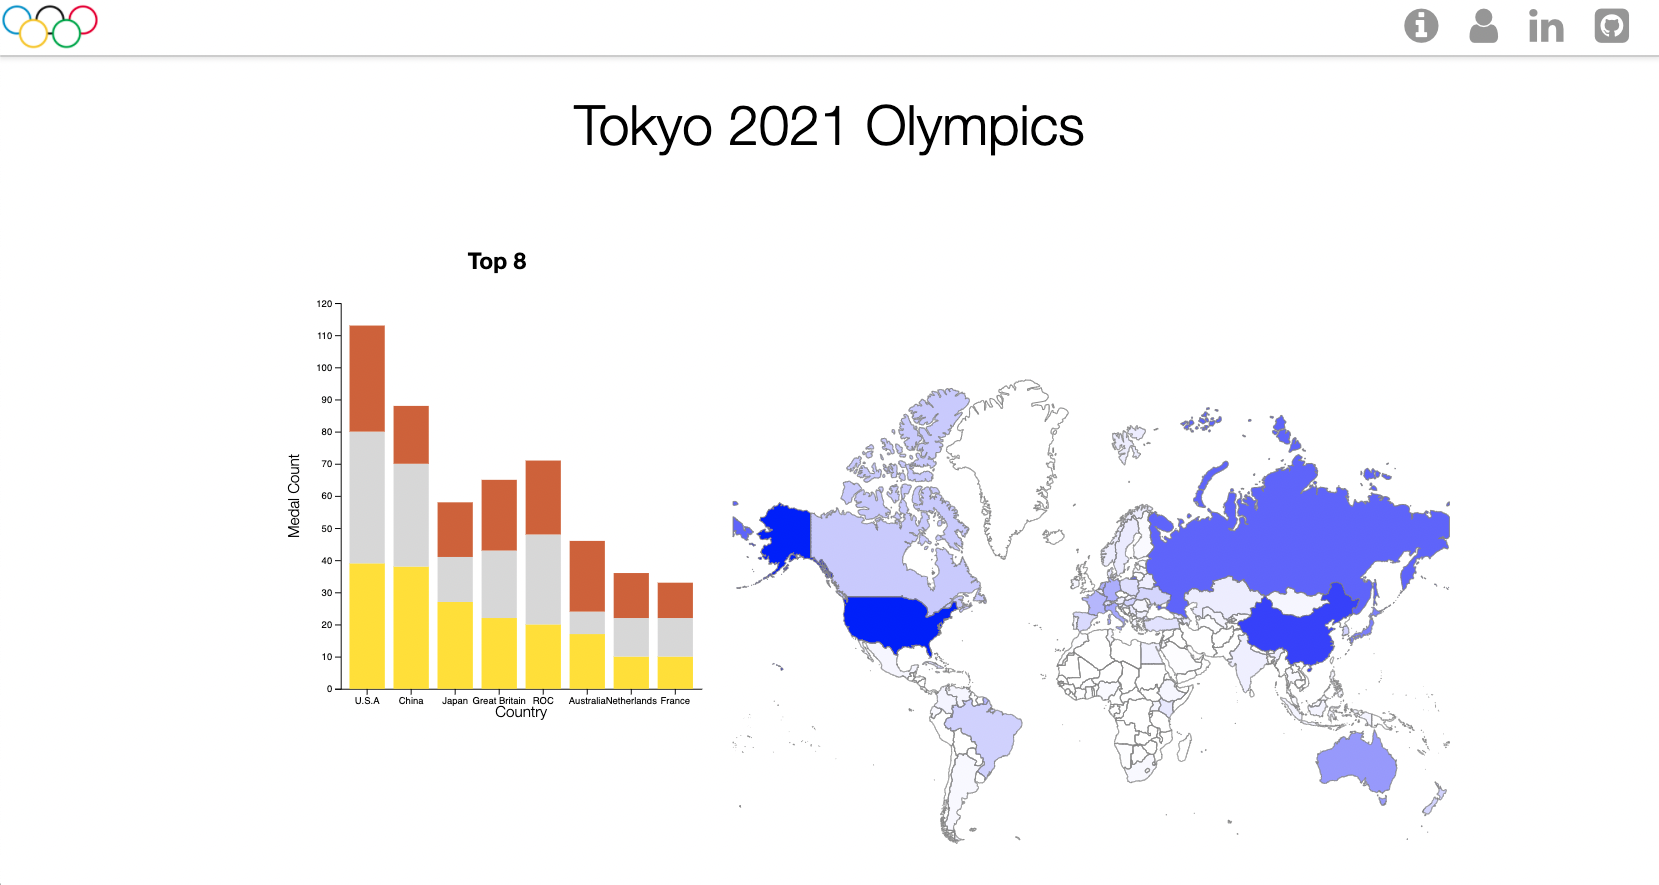 Tokyo 2021 Olympics
Top 8
120
110
100
90
80
70
60
50
40
30
20
10
0
Medal Count
U.S.A China Japan Great Britain ROC Australia Netherlands France
Country